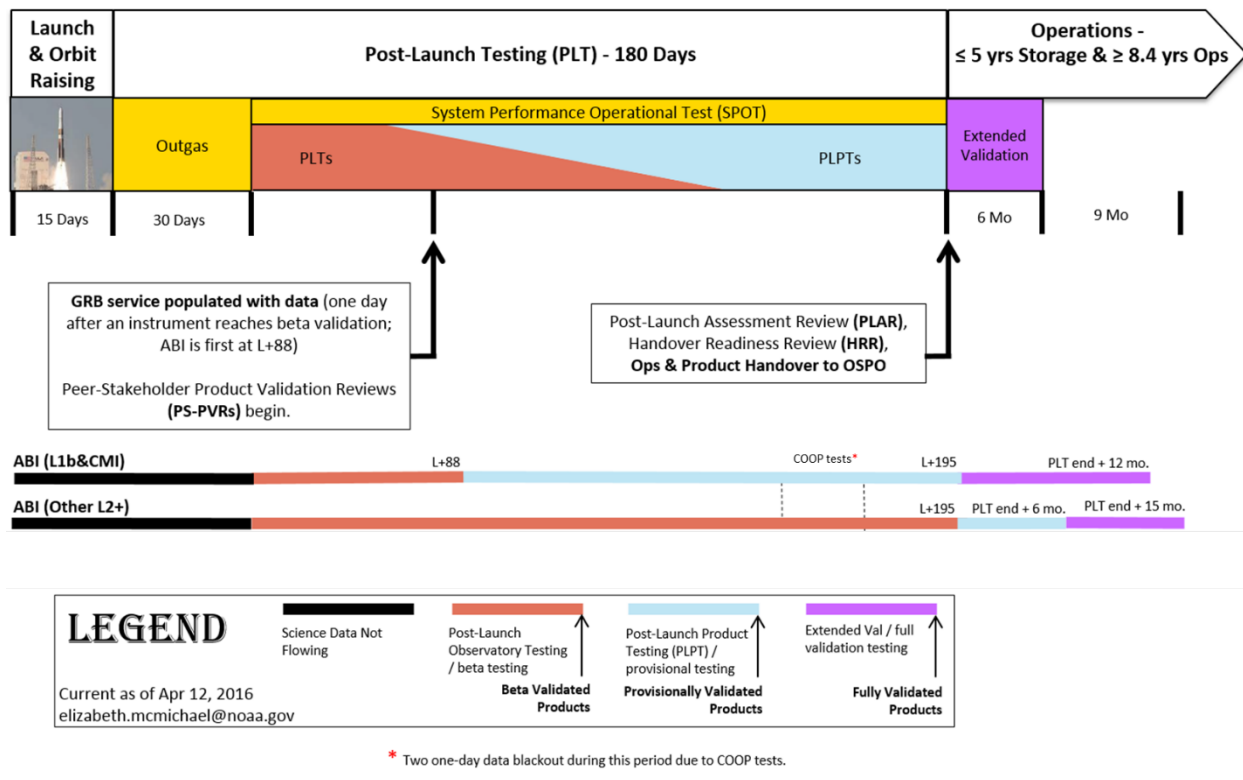 Launch
& Orbit
Raising
Post-Launch Testing (PLT) - 180 Days
Operations -
≤ 5 yrs Storage & ≥ 8.4 yrs Ops
Outgas
System Performance Operational Test (SPOT)
PLTs
PLPTs
Extended
Validation
15 Days
30 Days
6 Mo
9 Mo
GRB service populated with data (one day
after an instrument reaches beta validation;
ABI is first at L+88)
Peer-Stakeholder Product Validation Reviews
(PS-PVRs) begin.
Post-Launch Assessment Review (PLAR),
Handover Readiness Review (HRR),
Ops & Product Handover to OSPO
ABI (L1b&CMI)
L+88
COOP tests*
L+195
PLT end + 12 mo.
ABI (Other L2+)
L+195
PLT end + 6 mo.
PLT end + 15 mo.
LEGEND
Current as of Apr 12, 2016
elizabeth.mcmichael@noaa.gov
Science Data Not
Flowing
Post-Launch
Observatory Testing
/ beta testing
Beta Validated
Products
Post-Launch Product
Testing (PLPT) /
provisional testing
Provisionally Validated
Products
Extended Val / full
validation testing
Fully Validated
Products
* Two one-day data blackout during this period due to COOP tests.